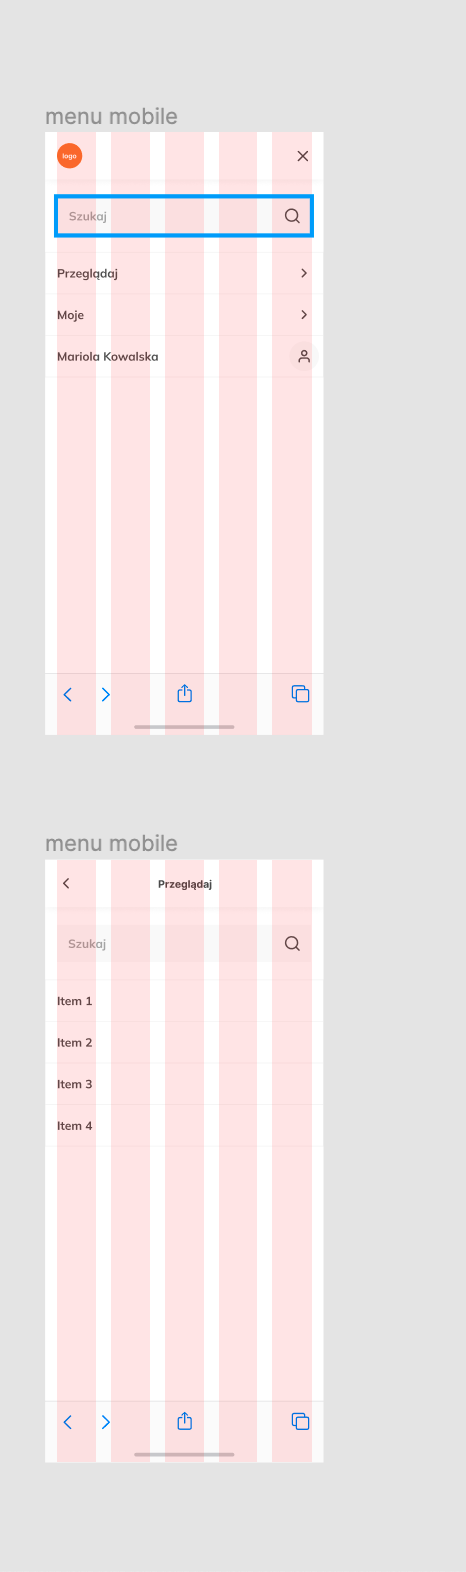 menu mobile
logo
Szukaj
Przeglądaj
Moje
Mariola Kowalska
menu mobile
Przeglądaj
Szukaj
Item 1
Item 2
Item 3
Item 4